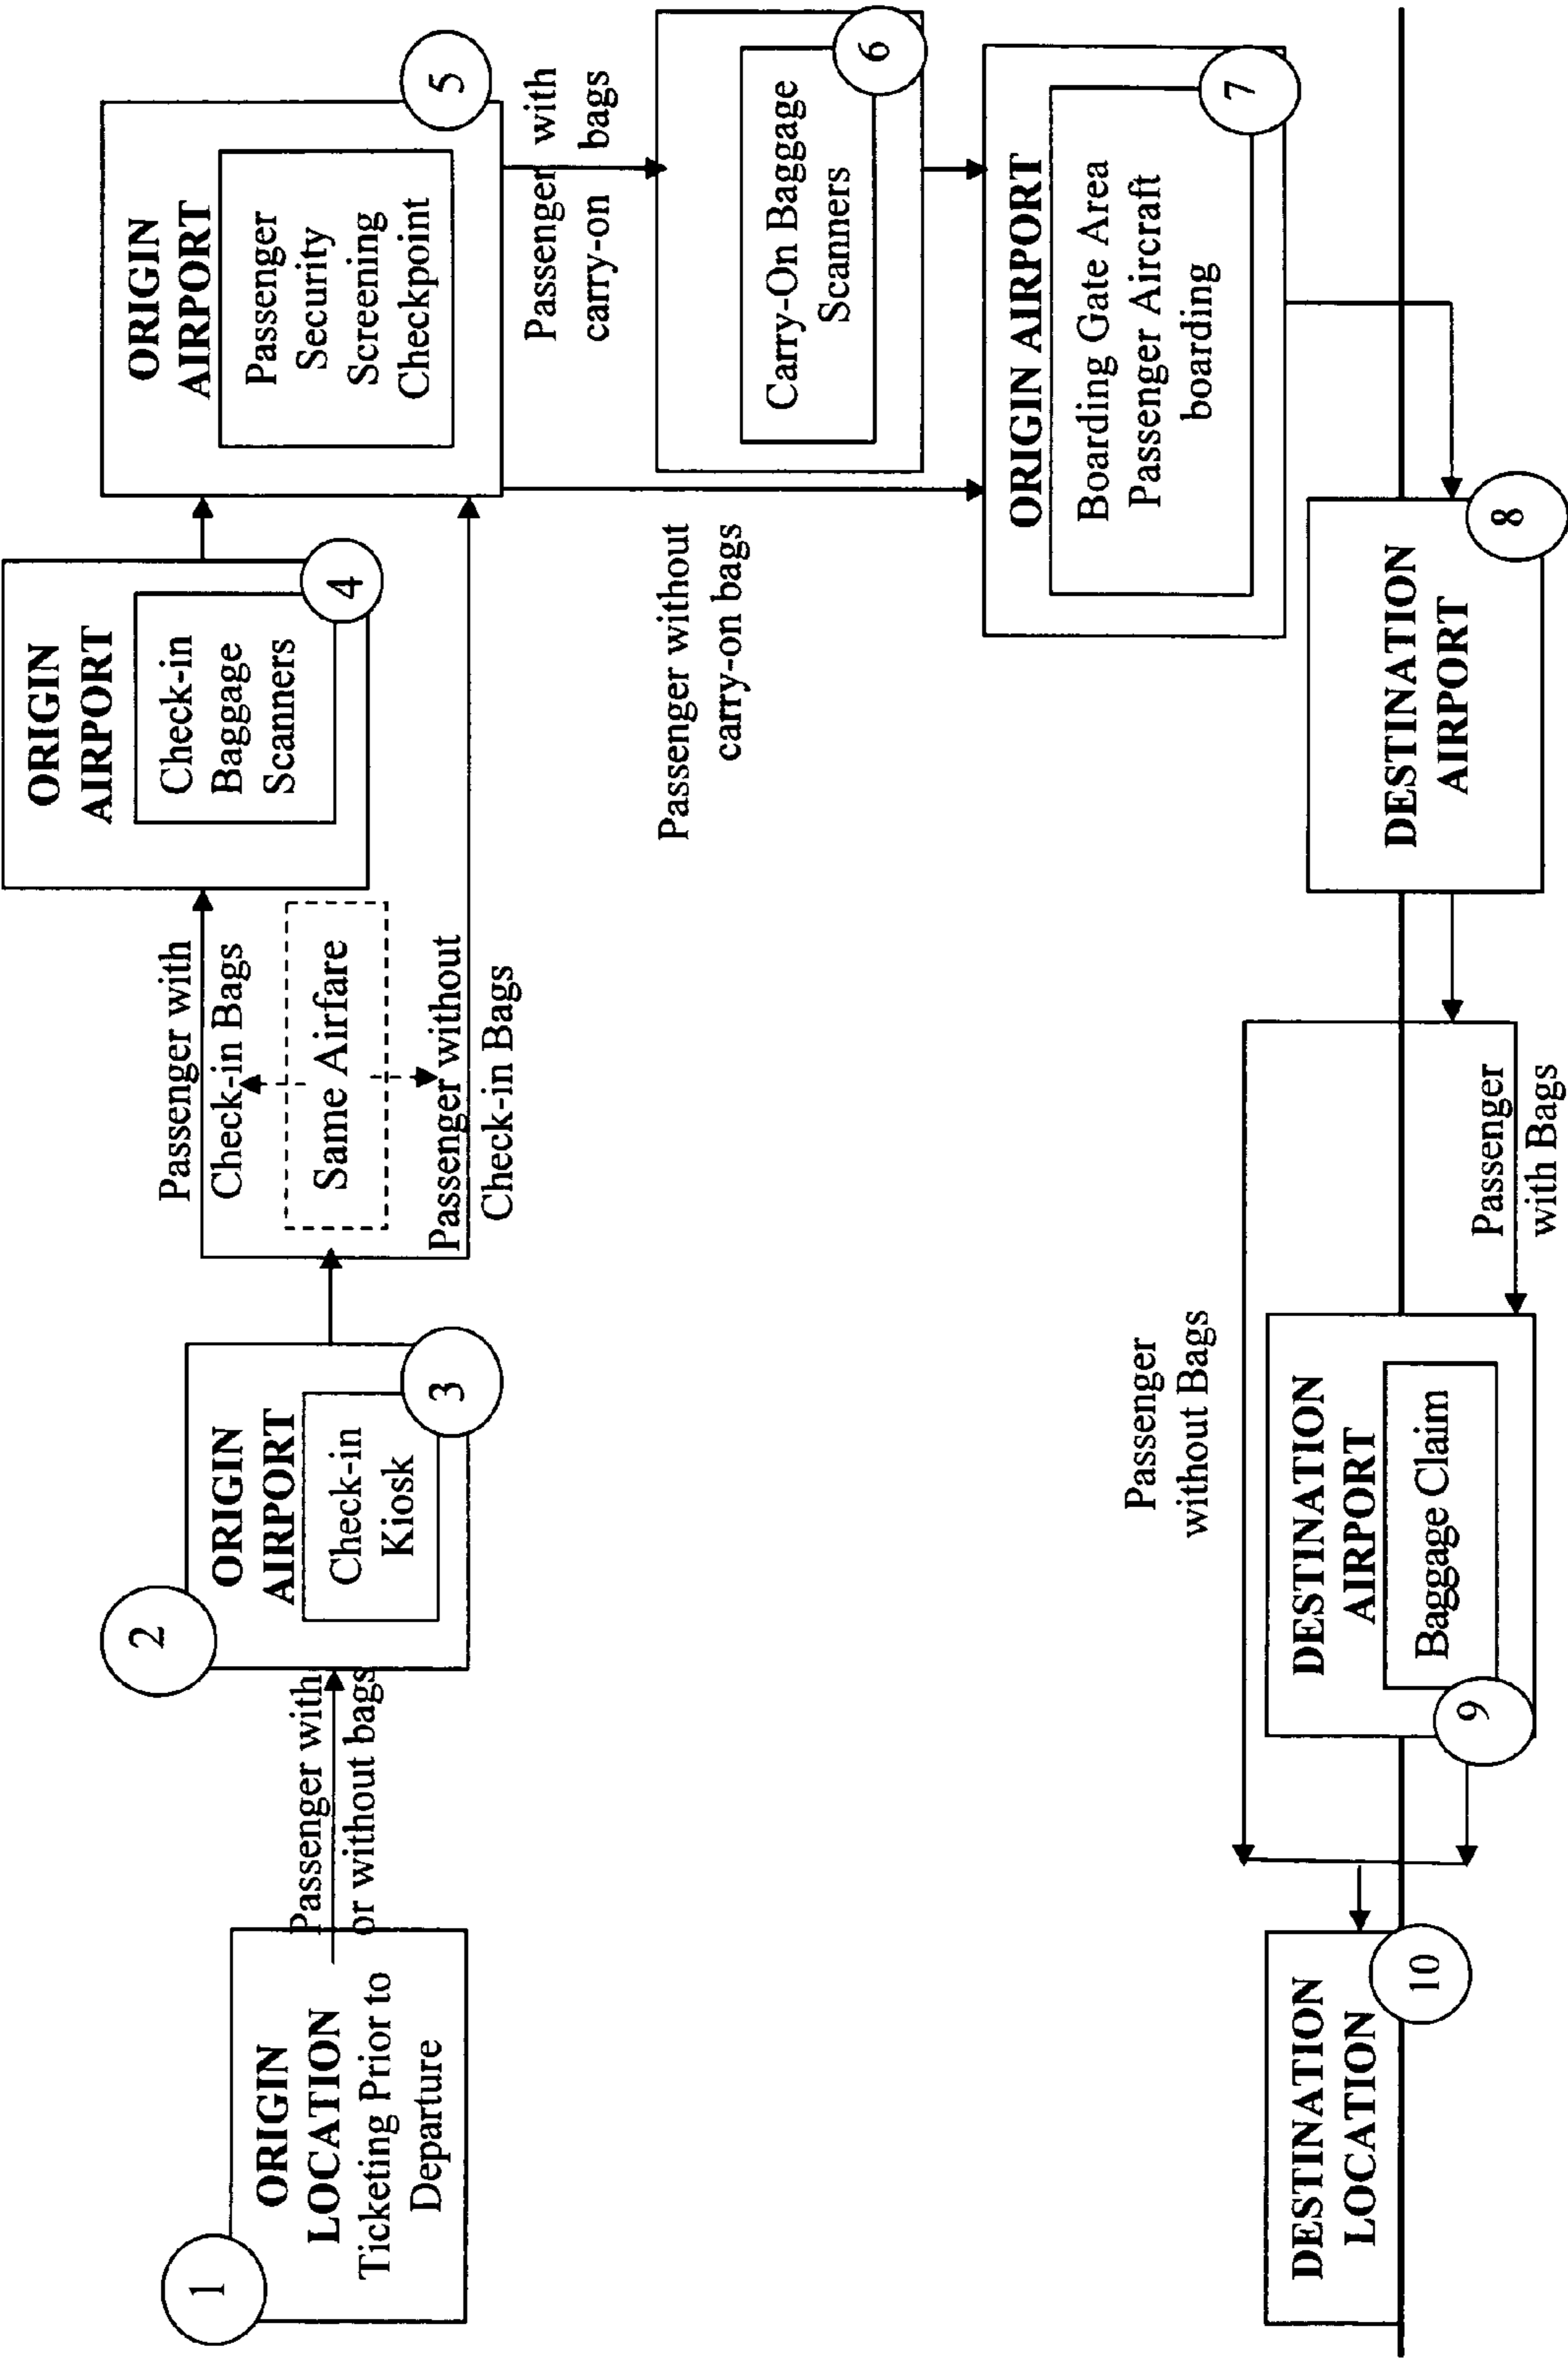 1
ORIGIN
LOCATION
Ticketing Prior to
Departure
Passenger with
or without bags
2
ORIGIN
AIRPORT
Check-in
Kiosk
3
Passenger with
Check-in Bags
Same Airfare
Passenger without
Check-in Bags
ORIGIN
AIRPORT
Check-in
Baggage
Scanners
4
ORIGIN
AIRPORT
Passenger
Security
Screening
Checkpoint
5
Passenger with
carry-on bags
Passenger without
carry-on bags
Carry-On Baggage
Scanners
6
ORIGIN AIRPORT
Boarding Gate Area
Passenger Aircraft
boarding
7
DESTINATION
AIRPORT
8
Passenger
without Bags
Passenger
with Bags
DESTINATION
AIRPORT
Baggage Claim
9
DESTINATION
LOCATION
10